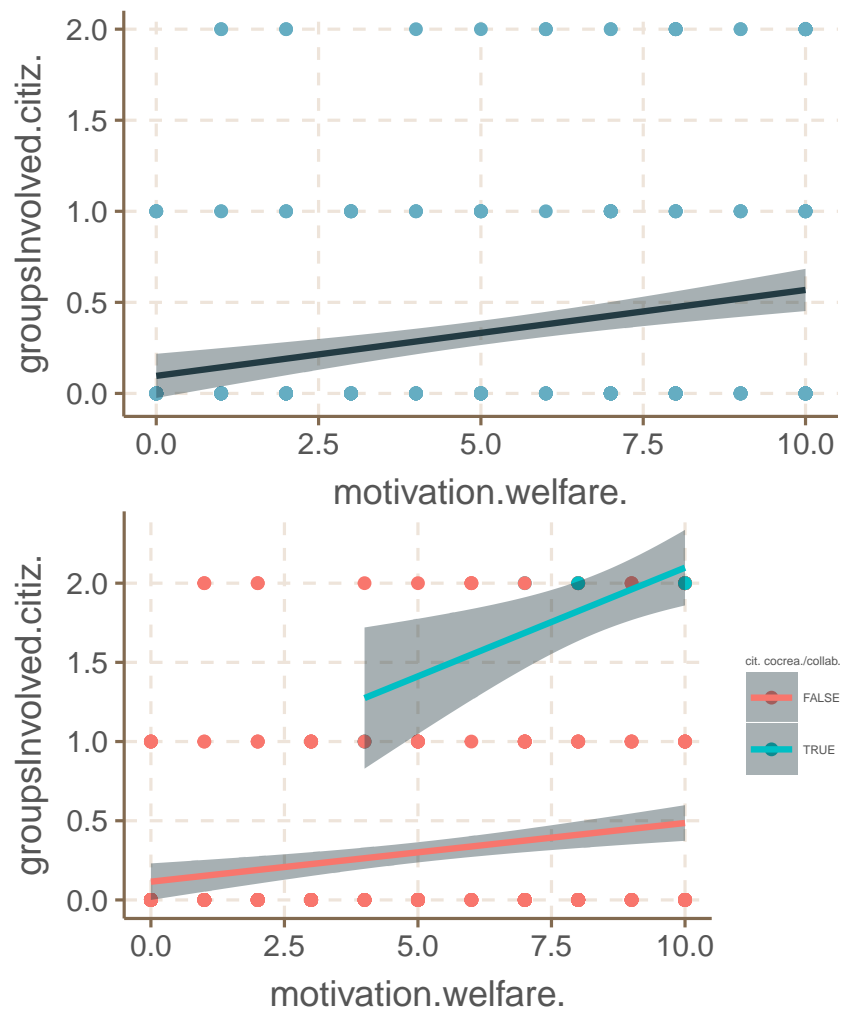 2.0
1.5
1.0
0.5
0.0
groupsInvolved.citiz.
0.0 2.5 5.0 7.5 10.0
motivation.welfare.
2.0
1.5
1.0
0.5
0.0
groupsInvolved.citiz.
0.0 2.5 5.0 7.5 10.0
motivation.welfare.
cit. cocrea./collab.
FALSE
TRUE